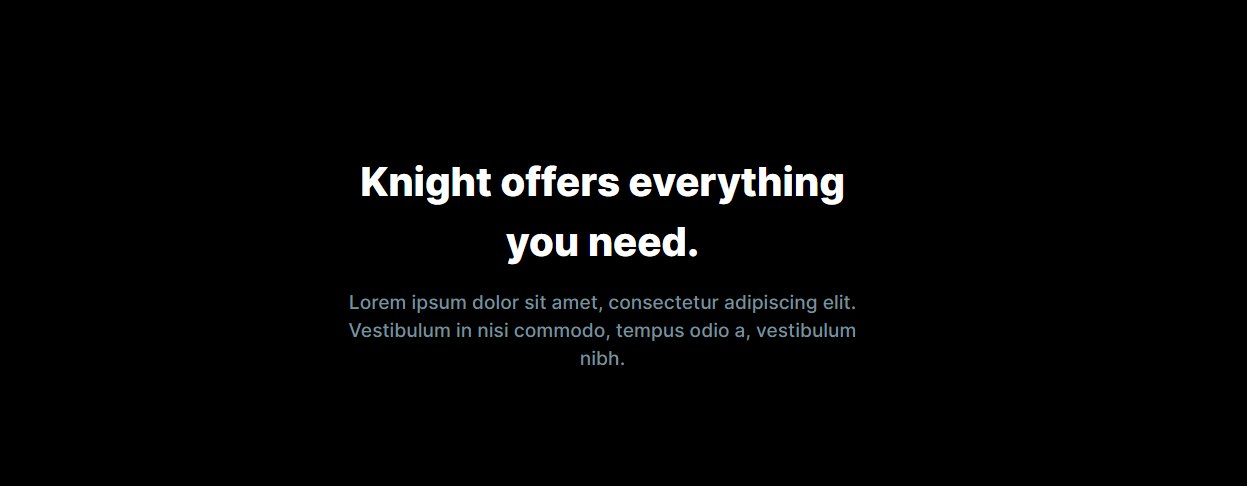 Knight offers everything
you need.
Lorem ipsum dolor sit amet, consectetur adipiscing elit.
Vestibulum in nisi commodo, tempus odio a, vestibulum
nibh.